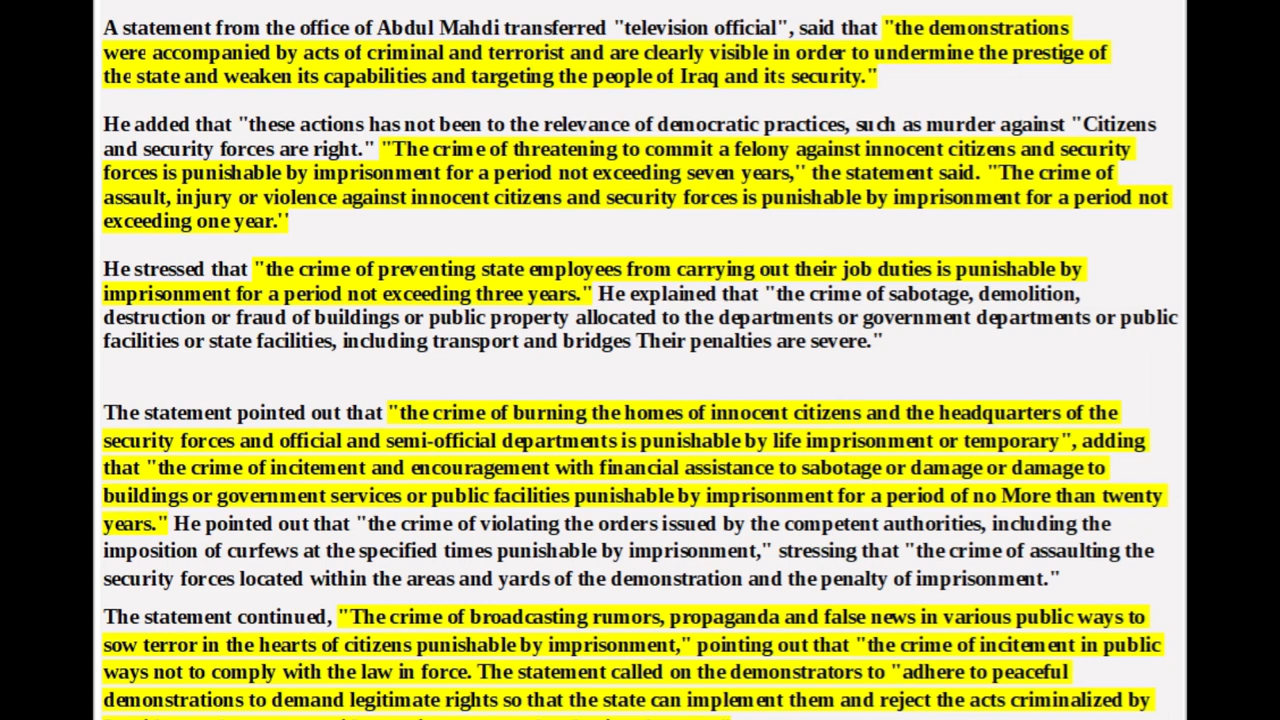 A statement from the office of Abdul Mahdi transferred "television official", said that "the demonstrations
were accompanied by acts of criminal and terrorist and are clearly visible in order to undermine the prestige of
the state and weaken its capabilities and targeting the people of Iraq and its security."
He added that "these actions has not been to the relevance of democratic practices, such as murder against "Citizens
and security forces are right." "The crime of threatening to commit a felony against innocent citizens and security
forces is punishable by imprisonment for a period not exceeding seven years,'' the statement said. "The crime of
assault, injury or violence against innocent citizens and security forces is punishable by imprisonment for a period not
exceeding one year.''
He stressed that "the crime of preventing state employees from carrying out their job duties is punishable by
imprisonment for a period not exceeding three years." He explained that "the crime of sabotage, demolition,
destruction or fraud of buildings or public property allocated to the departments or government departments or public
facilities or state facilities, including transport and bridges Their penalties are severe."
The statement pointed out that "the crime of burning the homes of innocent citizens and the headquarters of the
security forces and official and semi-official departments is punishable by life imprisonment or temporary", adding
that "the crime of incitement and encouragement with financial assistance to sabotage or damage or damage to
buildings or government services or public facilities punishable by imprisonment for a period of no More than twenty
years." He pointed out that "the crime of violating the orders issued by the competent authorities, including the
imposition of curfews at the specified times punishable by imprisonment," stressing that "the crime of assaulting the
security forces located within the areas and yards of the demonstration and the penalty of imprisonment."
The statement continued, "The crime of broadcasting rumors, propaganda and false news in various public ways to
sow terror in the hearts of citizens punishable by imprisonment," pointing out that "the crime of incitement in public
ways not to comply with the law in force. The statement called on the demonstrators to "adhere to peaceful
demonstrations to demand legitimate rights so that the state can implement them and reject the acts criminalized by